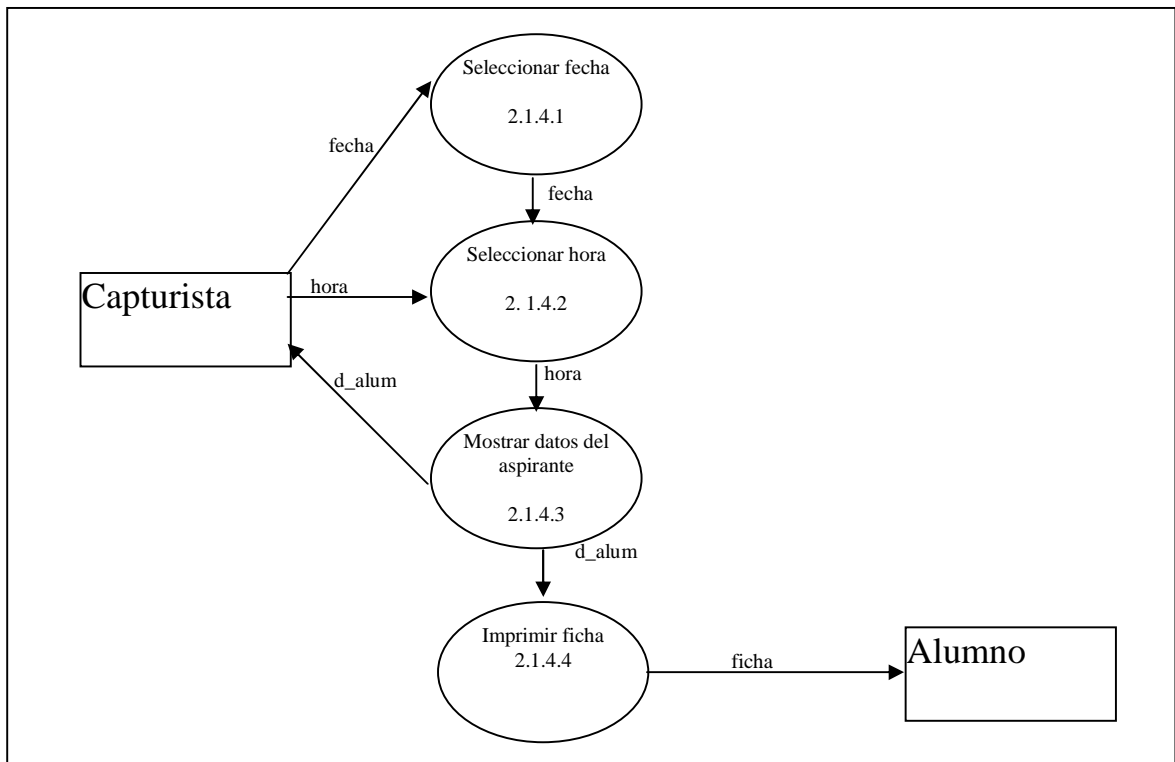 Seleccionar fecha
2.1.4.1
fecha
fecha
Seleccionar hora
2. 1.4.2
Capturista
hora
hora
d_alum
Mostrar datos del
aspirante
2.1.4.3
d_alum
Imprimir ficha
2.1.4.4
ficha
Alumno